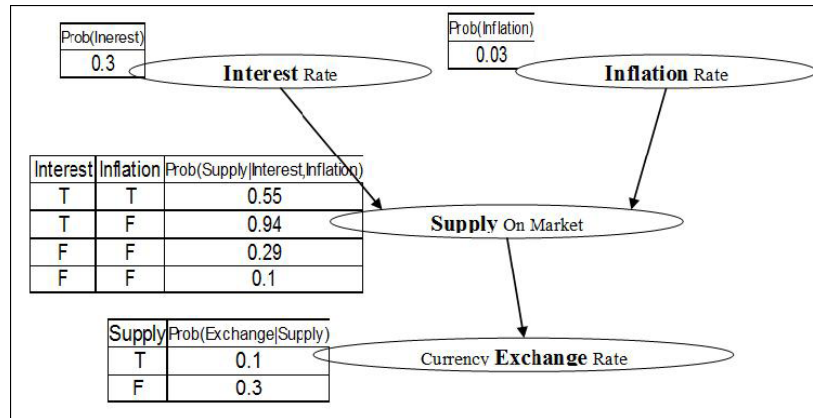 Prob(Inerest)
0.3
Interest Rate
Prob(Inflation)
0.03
Inflation Rate
Interest Inflation Prob(Supply|Interest,Inflation)
T T 0.55
T F 0.94
F F 0.29
F F 0.1
Supply On Market
Supply Prob(Exchange|Supply)
T 0.1
F 0.3
Currency Exchange Rate